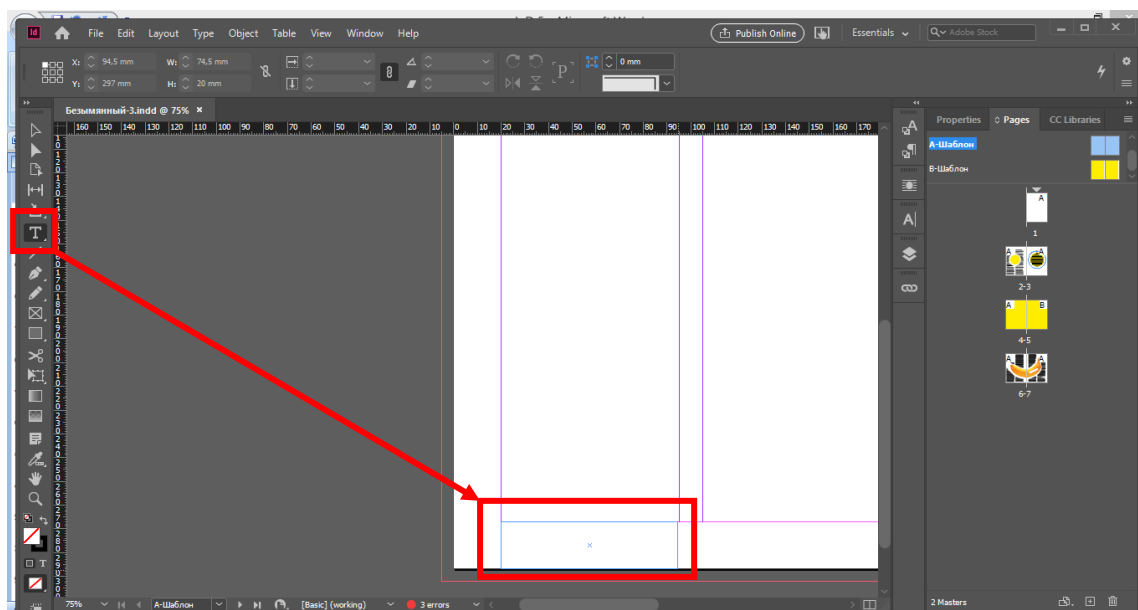 Id File Edit Layout Type Object Table View Window Help Publish Online Essentials Adobe Stock
X: 94,5 mm W: 74,5 mm 0 mm
Y: 297 mm H: 20 mm P
Безымянный-3.indd @ 75% ×
160 150 140 130 120 110 100 90 80 70 60 50 40 30 20 10 0 10 20 30 40 50 60 70 80 90 100 110 120 130 140 150 160 170
Properties Pages CC Libraries
А-Шаблон
В-Шаблон
A
1
A A
2-3
A B
4-5
A A
6-7
T
A
T
75% А-Шаблон [Basic] (working) 3 errors
2 Masters